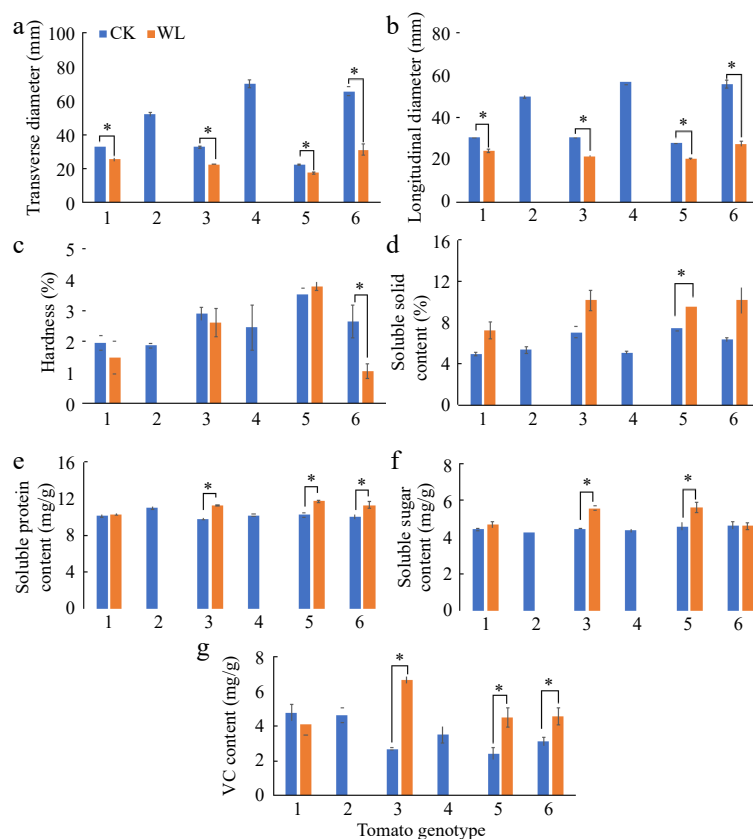 a
CK WL
Transverse diameter (mm)
100
80
60
40
20
0
* * * *
1 2 3 4 5 6
b
Longitudinal diameter (mm)
80
60
40
20
0
* * * *
1 2 3 4 5 6
c
Hardness (%)
5
4
3
2
1
0
*
1 2 3 4 5 6
d
Soluble solid
content (%)
16
12
8
4
0
*
1 2 3 4 5 6
e
Soluble protein
content (mg/g)
16
12
8
4
0
* * *
1 2 3 4 5 6
f
Soluble sugar
content (mg/g)
8
6
4
2
0
* *
1 2 3 4 5 6
g
VC content (mg/g)
8
6
4
2
0
* * *
1 2 3 4 5 6
Tomato genotype